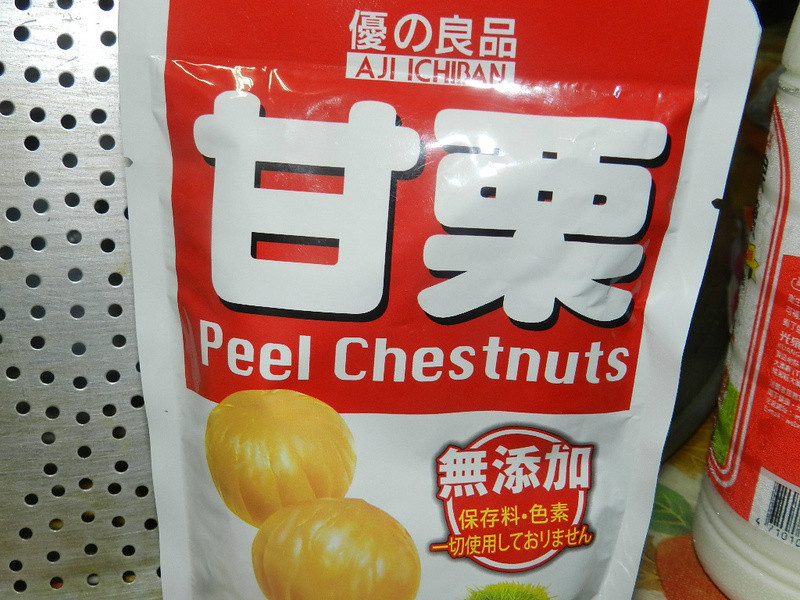 優の良品
AJI ICHIBAN
甘栗
Peel Chestnuts
無添加
保存料・色素
一切使用しておりません